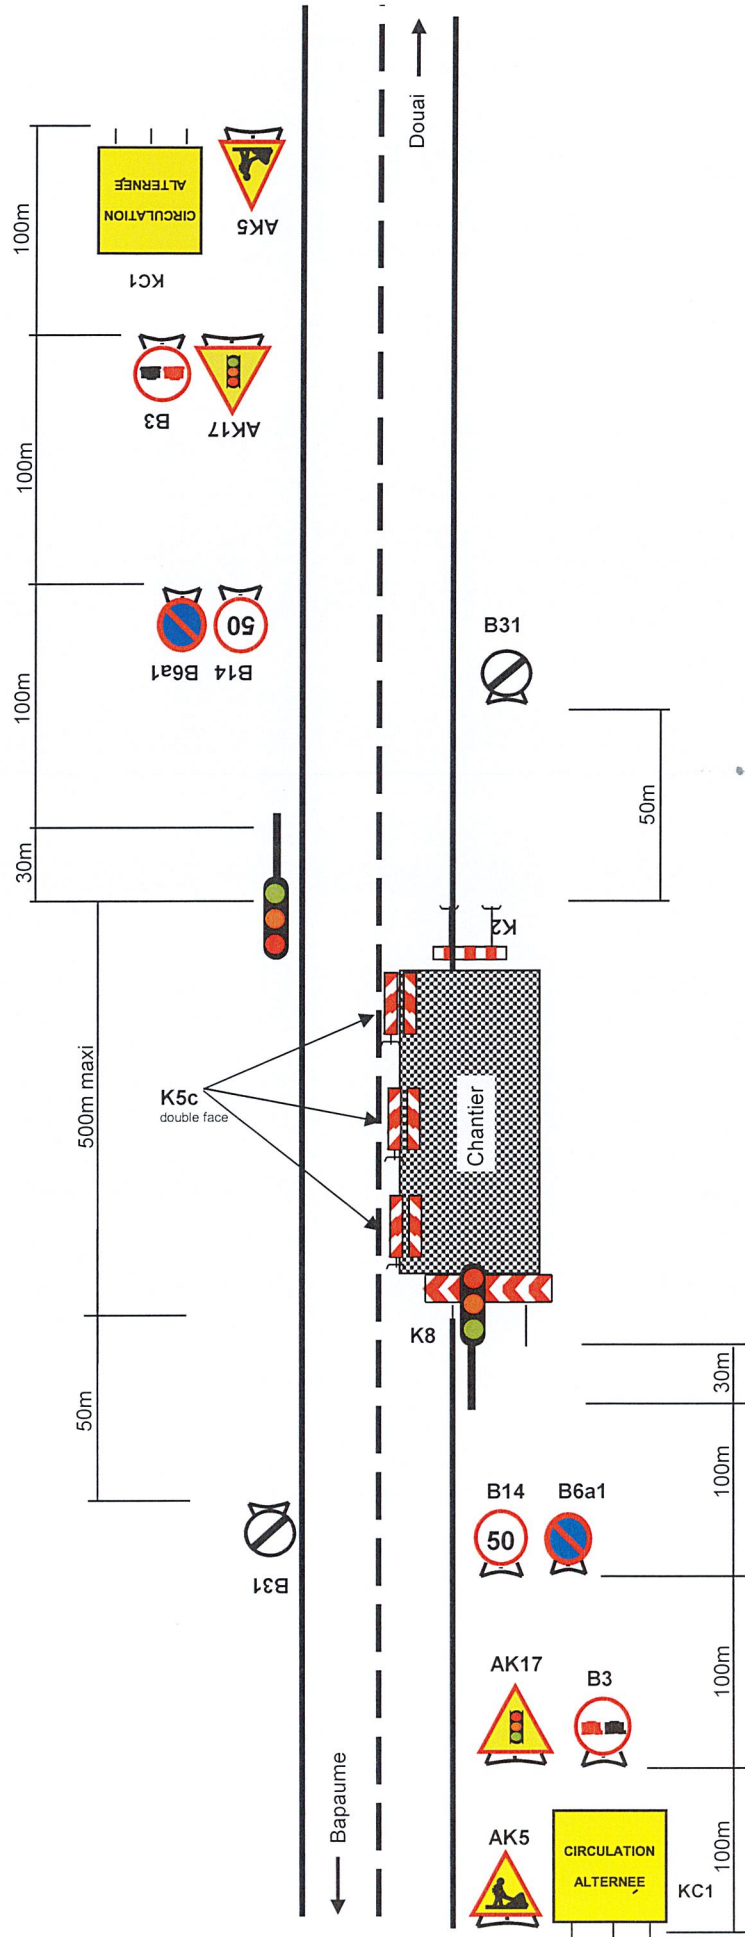 Douai
100m
CIRCULATION
ALTERNÉE
AK5
KC1
100m
B3
AK17
100m
50
B6a1
B14
B31
50m
30m
K2
500m maxi
K5c
double face
Chantier
K8
50m
30m
100m
B14
B6a1
50
B31
AK17
B3
100m
Bapaume
AK5
CIRCULATION
ALTERNÉE
KC1
100m